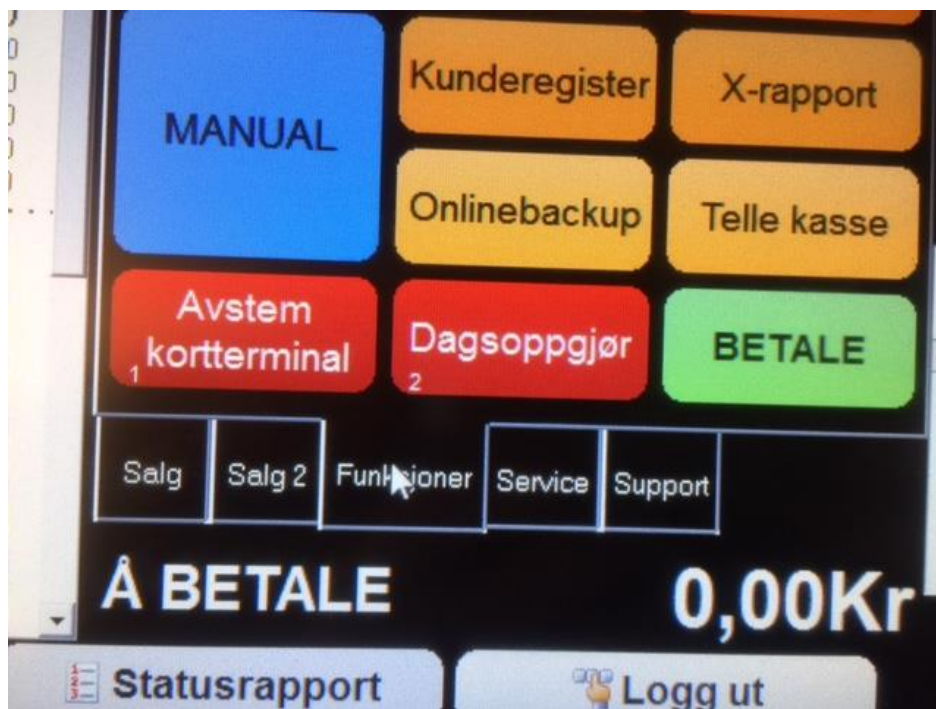 MANUAL
Kunderegister
X-rapport
Onlinebackup
Telle kasse
Avstem
kortterminal
1
Dagsoppgjør
2
BETALE
Salg
Salg 2
Funksjoner
Service
Support
Å BETALE
0,00Kr
Statusrapport
Logg ut